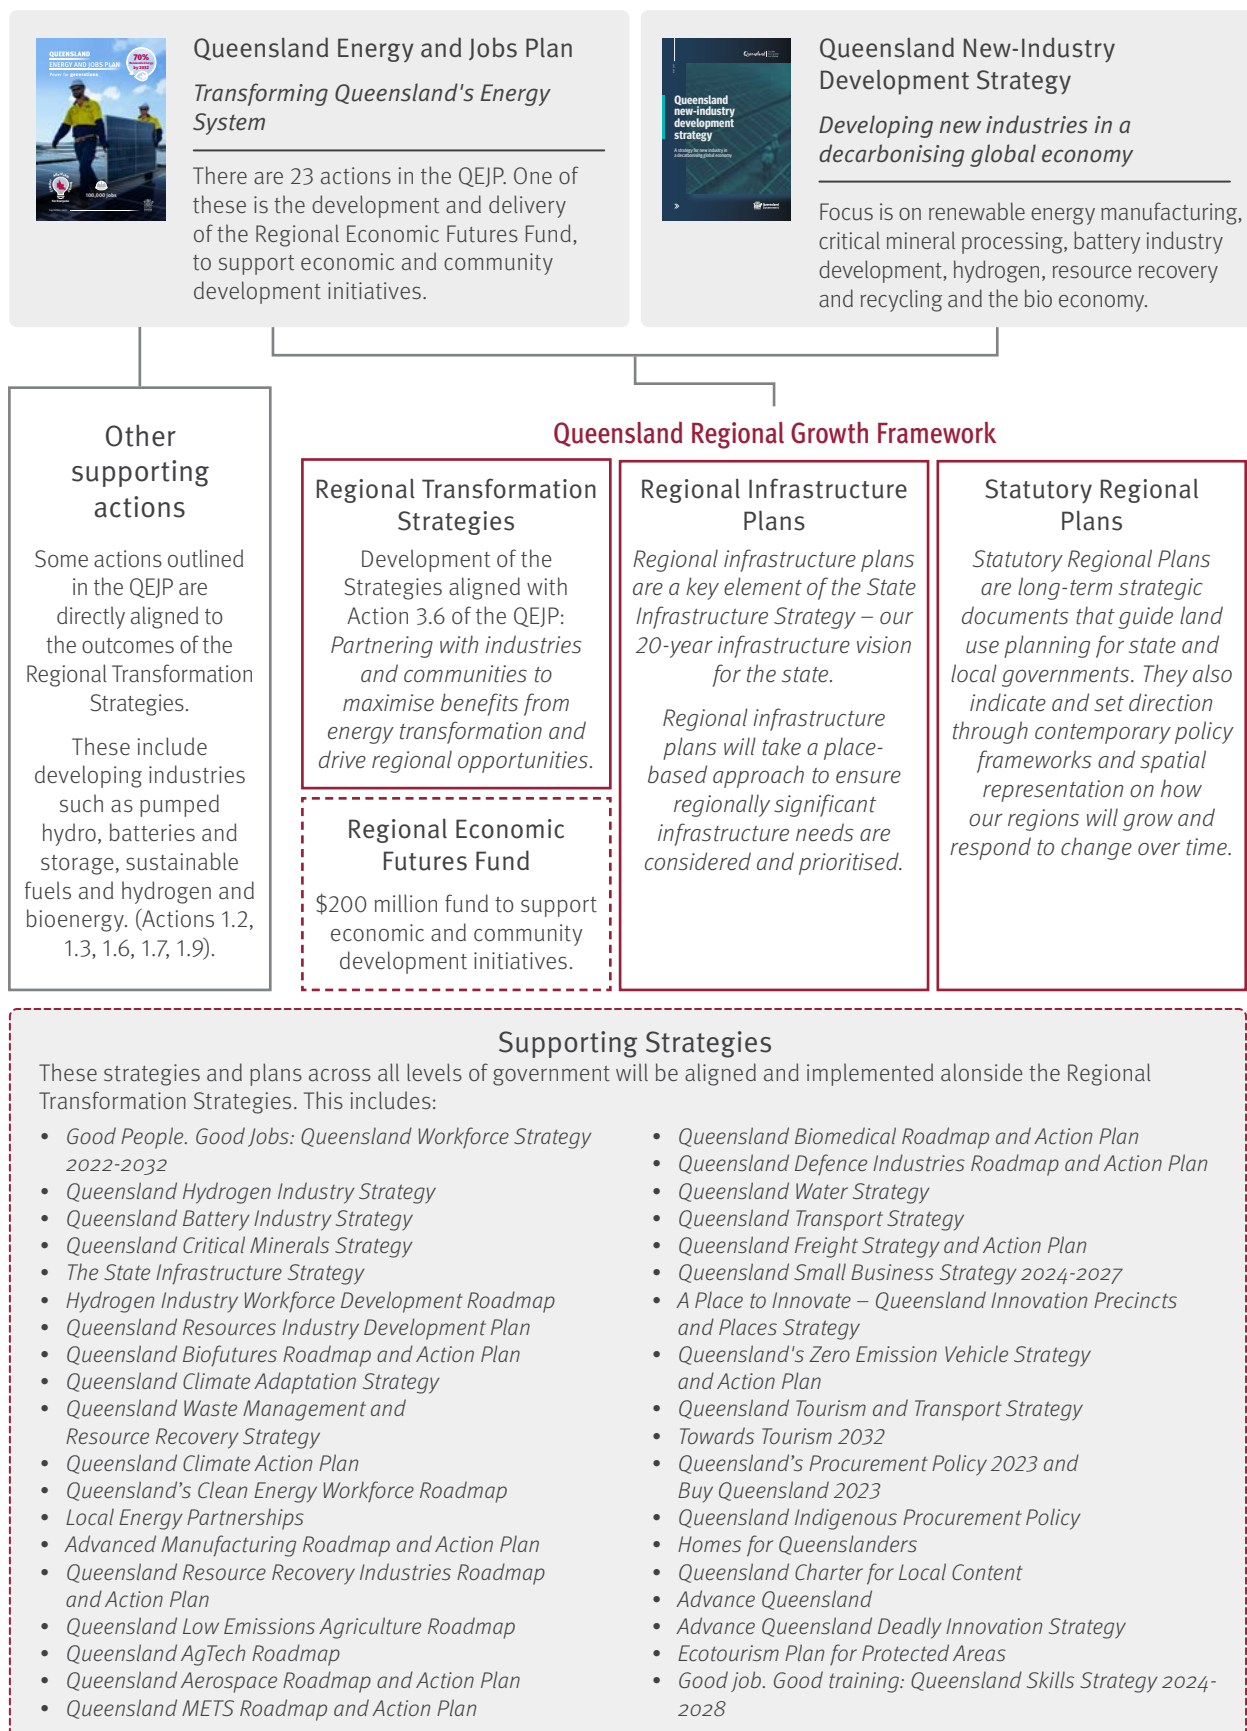 QUEENSLAND
ENERGY AND JOBS PLAN
Power for generations
70%
by 2032
100,000 jobs
Queensland Energy and Jobs Plan
Transforming Queensland's Energy
System
There are 23 actions in the QEJP. One of
these is the development and delivery
of the Regional Economic Futures Fund,
to support economic and community
development initiatives.
Queensland
new-industry
development
strategy
A strategy for new industry in
a decarbonising global economy
Queensland
Government
Queensland New-Industry
Development Strategy
Developing new industries in a
decarbonising global economy
Focus is on renewable energy manufacturing,
critical mineral processing, battery industry
development, hydrogen, resource recovery
and recycling and the bio economy.
Other
supporting
actions
Some actions outlined
in the QEJP are
directly aligned to
the outcomes of the
Regional Transformation
Strategies.
These include
developing industries
such as pumped
hydro, batteries and
storage, sustainable
fuels and hydrogen and
bioenergy. (Actions 1.2,
1.3, 1.6, 1.7, 1.9).
Queensland Regional Growth Framework
Regional Transformation
Strategies
Development of the
Strategies aligned with
Action 3.6 of the QEJP:
Partnering with industries
and communities to
maximise benefits from
energy transformation and
drive regional opportunities.
Regional Economic
Futures Fund
$200 million fund to support
economic and community
development initiatives.
Regional Infrastructure
Plans
Regional infrastructure plans
are a key element of the State
Infrastructure Strategy – our
20-year infrastructure vision
for the state.
Regional infrastructure
plans will take a place-
based approach to ensure
regionally significant
infrastructure needs are
considered and prioritised.
Statutory Regional
Plans
Statutory Regional Plans
are long-term strategic
documents that guide land
use planning for state and
local governments. They also
indicate and set direction
through contemporary policy
frameworks and spatial
representation on how
our regions will grow and
respond to change over time.
Supporting Strategies
These strategies and plans across all levels of government will be aligned and implemented alonside the Regional
Transformation Strategies. This includes:
• Good People. Good Jobs: Queensland Workforce Strategy
2022-2032
• Queensland Hydrogen Industry Strategy
• Queensland Battery Industry Strategy
• Queensland Critical Minerals Strategy
• The State Infrastructure Strategy
• Hydrogen Industry Workforce Development Roadmap
• Queensland Resources Industry Development Plan
• Queensland Biofutures Roadmap and Action Plan
• Queensland Climate Adaptation Strategy
• Queensland Waste Management and
Resource Recovery Strategy
• Queensland Climate Action Plan
• Queensland’s Clean Energy Workforce Roadmap
• Local Energy Partnerships
• Advanced Manufacturing Roadmap and Action Plan
• Queensland Resource Recovery Industries Roadmap
and Action Plan
• Queensland Low Emissions Agriculture Roadmap
• Queensland AgTech Roadmap
• Queensland Aerospace Roadmap and Action Plan
• Queensland METS Roadmap and Action Plan
• Queensland Biomedical Roadmap and Action Plan
• Queensland Defence Industries Roadmap and Action Plan
• Queensland Water Strategy
• Queensland Transport Strategy
• Queensland Freight Strategy and Action Plan
• Queensland Small Business Strategy 2024-2027
• A Place to Innovate – Queensland Innovation Precincts
and Places Strategy
• Queensland's Zero Emission Vehicle Strategy
and Action Plan
• Queensland Tourism and Transport Strategy
• Towards Tourism 2032
• Queensland’s Procurement Policy 2023 and
Buy Queensland 2023
• Queensland Indigenous Procurement Policy
• Homes for Queenslanders
• Queensland Charter for Local Content
• Advance Queensland
• Advance Queensland Deadly Innovation Strategy
• Ecotourism Plan for Protected Areas
• Good job. Good training: Queensland Skills Strategy 2024-
2028